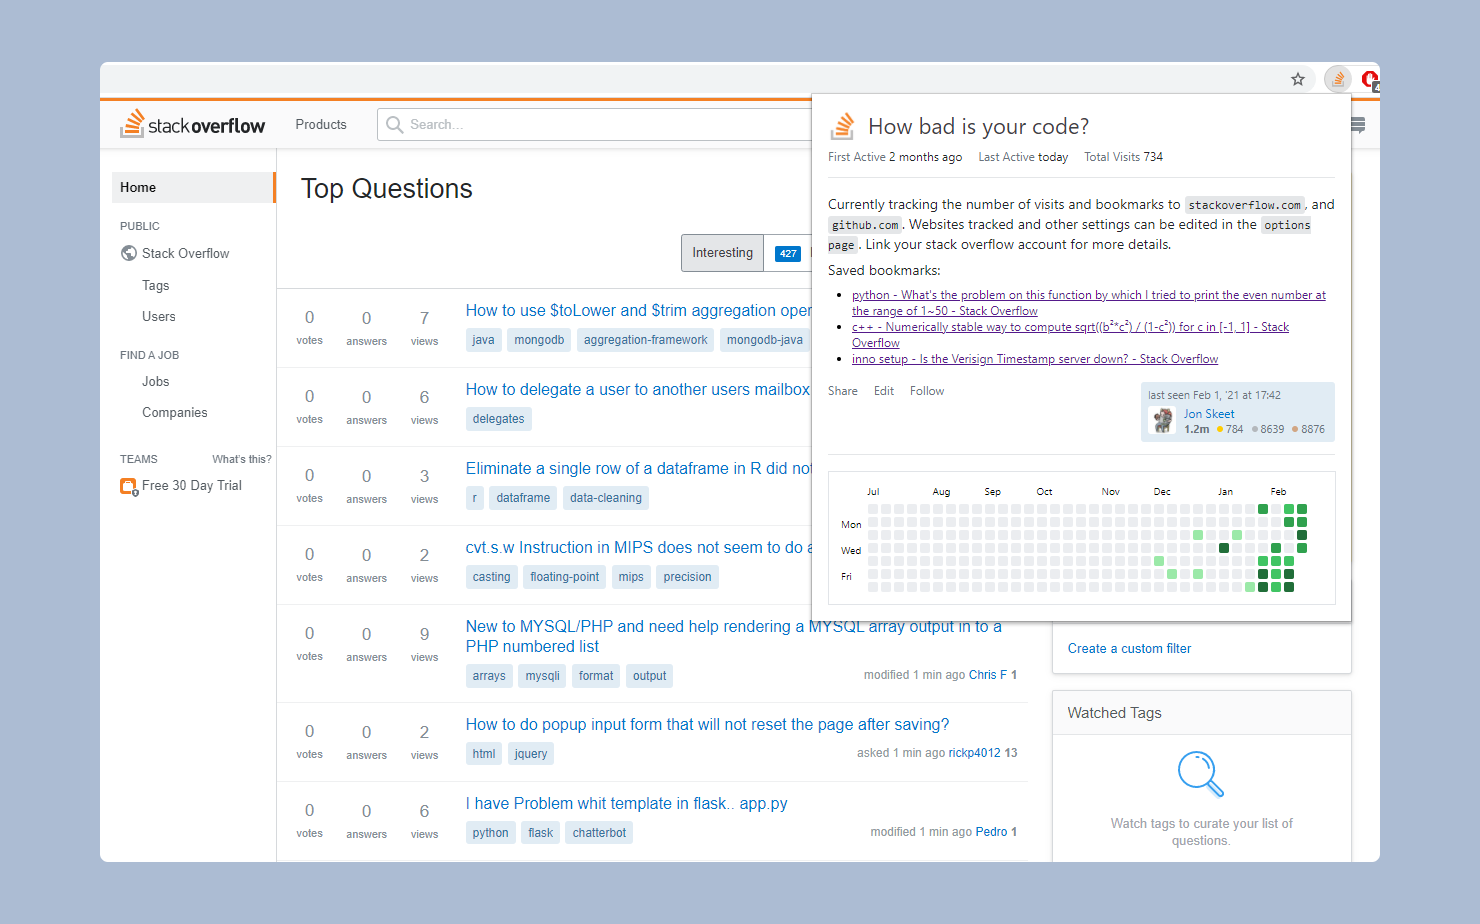 4
stackoverflow
Products
Search...
Home
PUBLIC
Stack Overflow
Tags
Users
FIND A JOB
Jobs
Companies
TEAMS
What's this?
Free 30 Day Trial
Top Questions
Interesting
427
0 votes
0 answers
7 views
How to use $toLower and $trim aggregation oper
java mongodb aggregation-framework mongodb-java
0 votes
0 answers
6 views
How to delegate a user to another users mailbox
delegates
0 votes
0 answers
3 views
Eliminate a single row of a dataframe in R did not
r dataframe data-cleaning
0 votes
0 answers
2 views
cvt.s.w Instruction in MIPS does not seem to do a
casting floating-point mips precision
0 votes
0 answers
9 views
New to MYSQL/PHP and need help rendering a MYSQL array output in to a
PHP numbered list
arrays mysqli format output
modified 1 min ago Chris F 1
0 votes
0 answers
2 views
How to do popup input form that will not reset the page after saving?
html jquery
asked 1 min ago rickp4012 13
0 votes
0 answers
6 views
I have Problem whit template in flask.. app.py
python flask chatterbot
modified 1 min ago Pedro 1
How bad is your code?
First Active 2 months ago Last Active today Total Visits 734
Currently tracking the number of visits and bookmarks to stackoverflow.com, and
github.com. Websites tracked and other settings can be edited in the options
page. Link your stack overflow account for more details.
Saved bookmarks:
python - What's the problem on this function by which I tried to print the even number at
the range of 1~50 - Stack Overflow
c++ - Numerically stable way to compute sqrt((b²*c²) / (1-c²)) for c in [-1, 1] - Stack
Overflow
inno setup - Is the Verisign Timestamp server down? - Stack Overflow
Share Edit Follow
last seen Feb 1, '21 at 17:42
Jon Skeet
1.2m 784 8639 8876
Jul Aug Sep Oct Nov Dec Jan Feb
Mon
Wed
Fri
Create a custom filter
Watched Tags
Watch tags to curate your list of
questions.